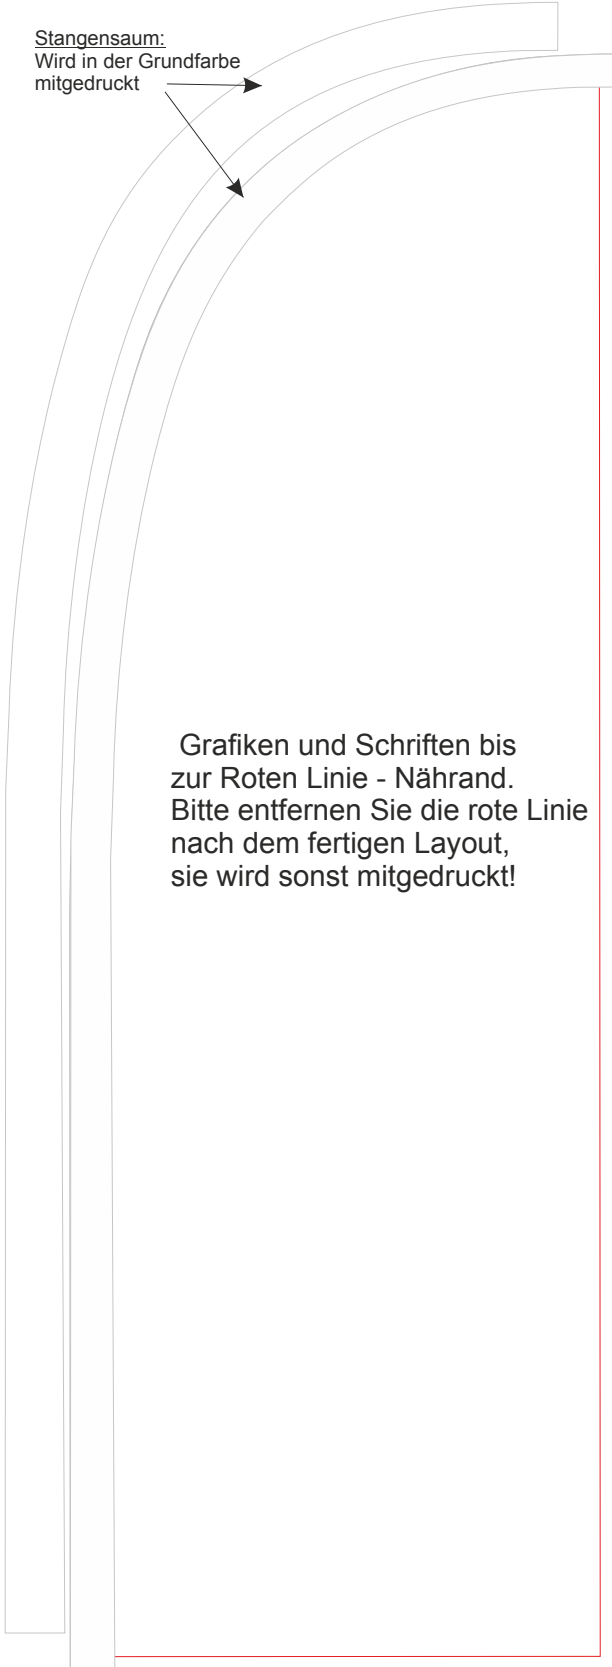 Stangensaum:
Wird in der Grundfarbe
mitgedruckt
Grafiken und Schriften bis
zur Roten Linie - Nährand.
Bitte entfernen Sie die rote Linie
nach dem fertigen Layout,
sie wird sonst mitgedruckt!